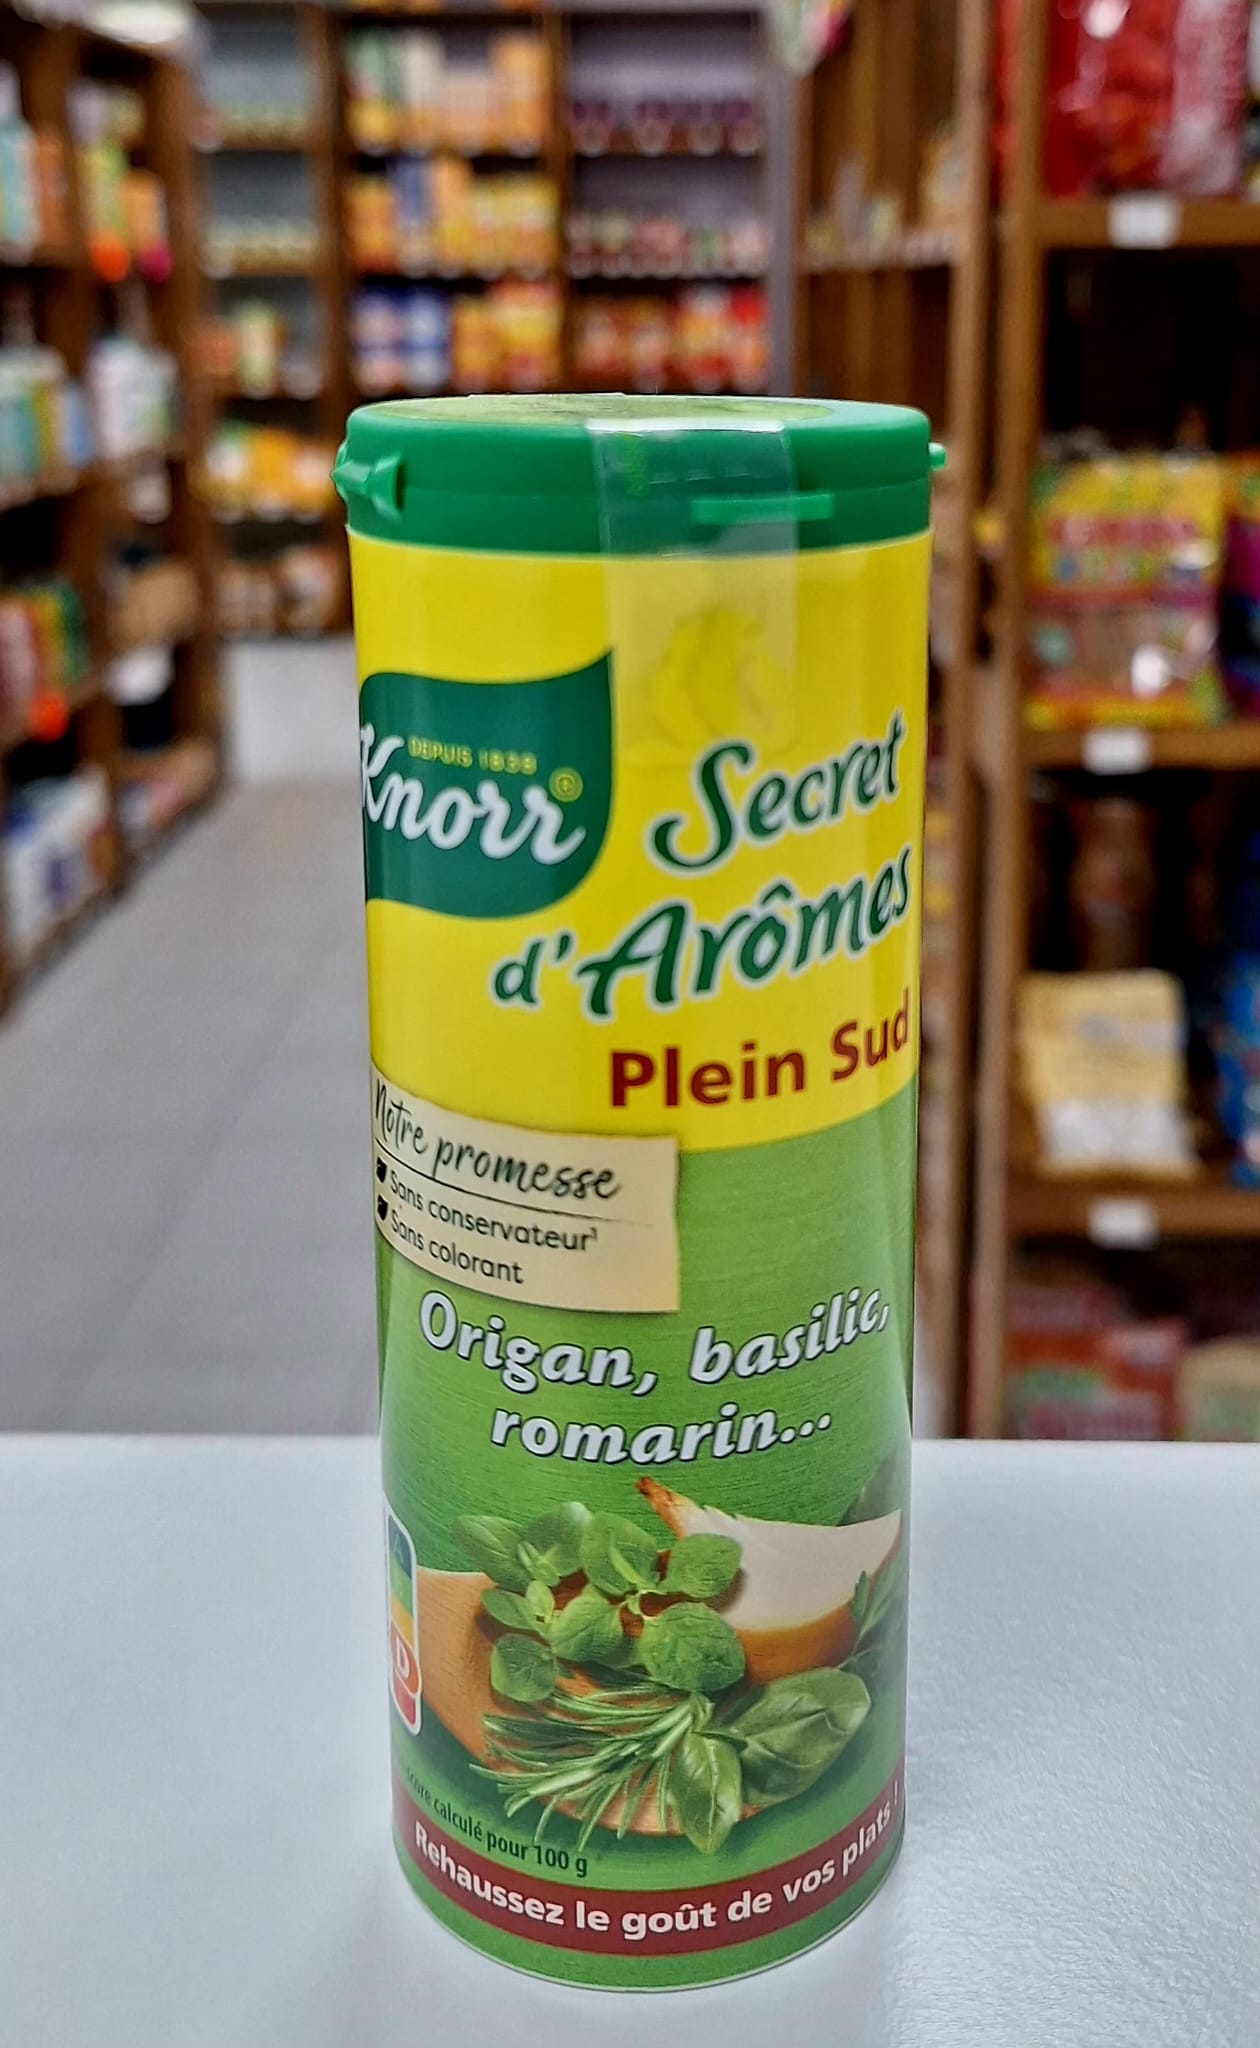 DEPUIS 1838
Knorr
Secret
d'Arômes
Plein Sud
Notre promesse
Sans conservateur¹
Sans colorant
Origan, basilic,
romarin...
D
score calculé pour 100 g
Rehaussez le goût de vos plats !